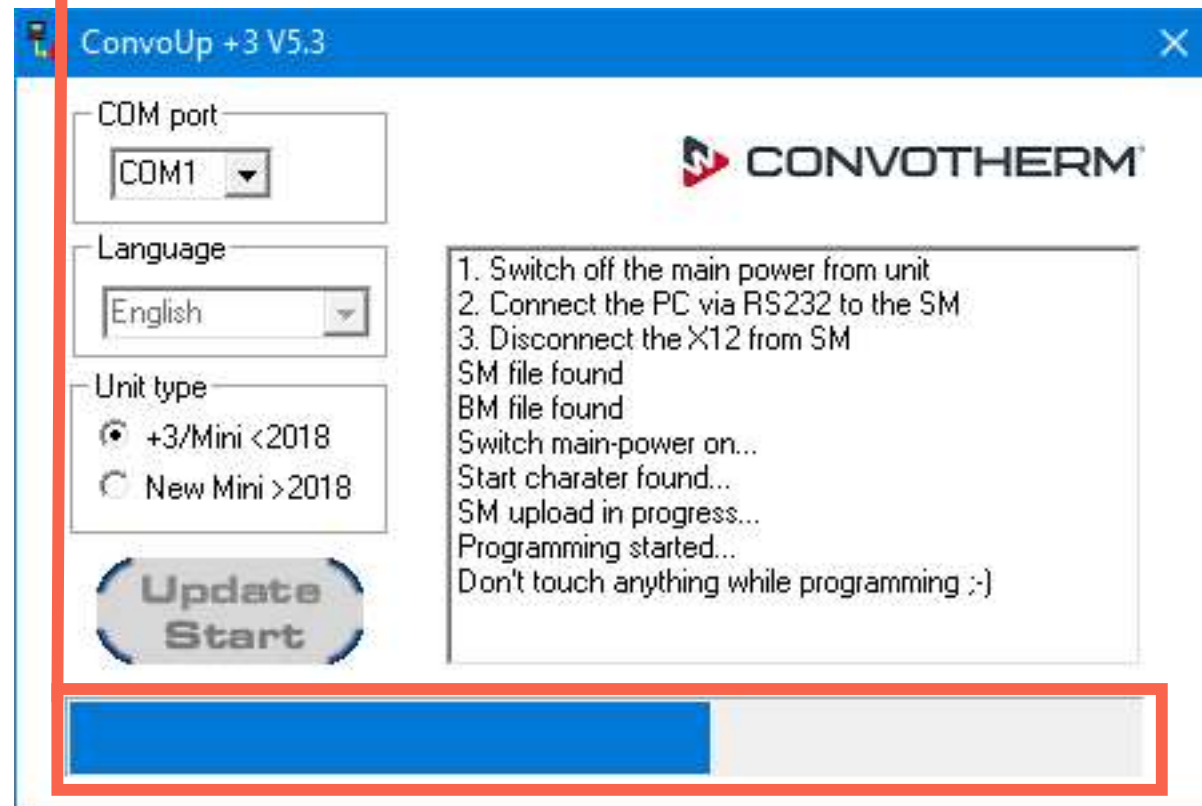 ConvoUp +3 V5.3
COM port
COM1
CONVOTHERM
Language
English
Unit type
+3/Mini <2018
New Mini >2018
Update
Start
1. Switch off the main power from unit
2. Connect the PC via RS232 to the SM
3. Disconnect the X12 from SM
SM file found
BM file found
Switch main-power on...
Start charater found...
SM upload in progress...
Programming started...
Don't touch anything while programming ;-)